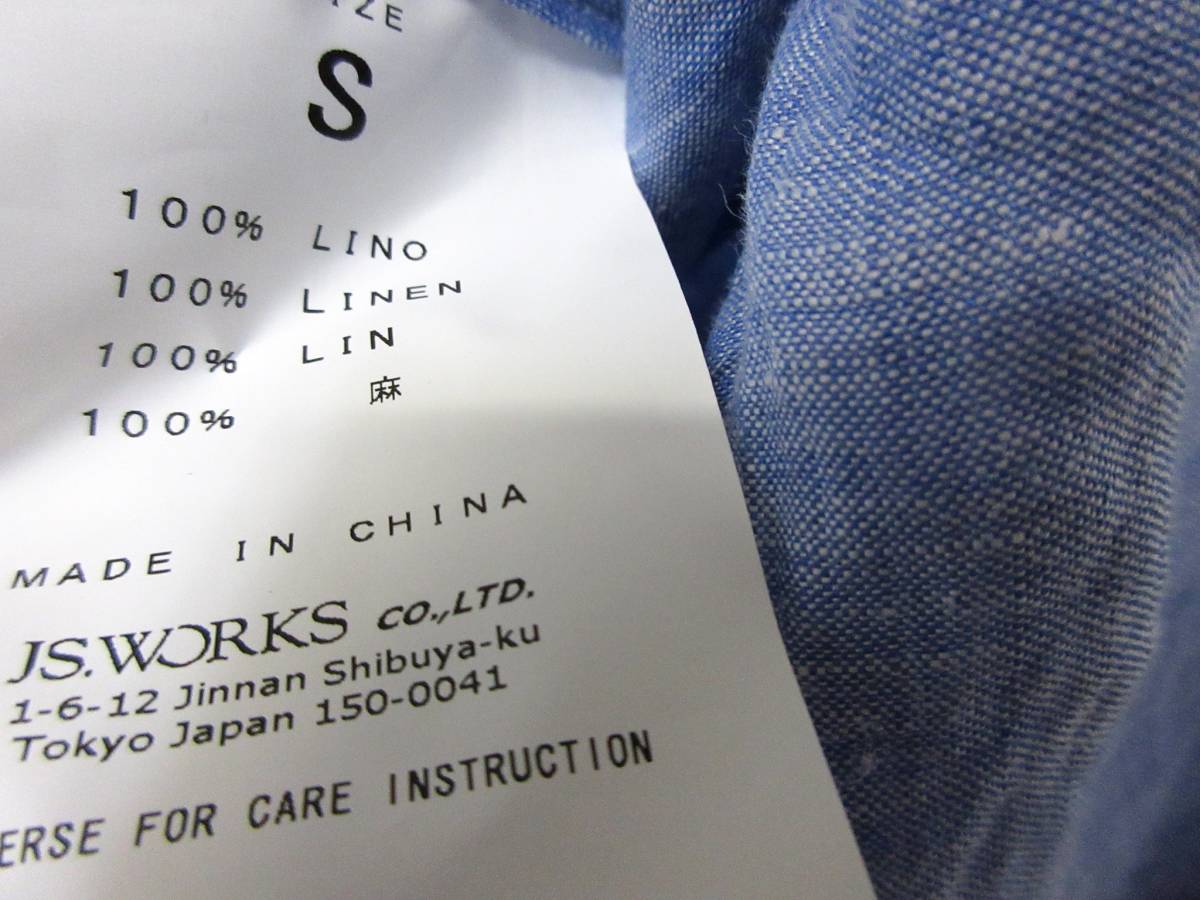 S
100% LINO
100% LINEN
100% LIN
100% 麻
MADE IN CHINA
JS.WORKS CO.,LTD.
1-6-12 Jinnan Shibuya-ku
Tokyo Japan 150-0041
ERSE FOR CARE INSTRUCTION